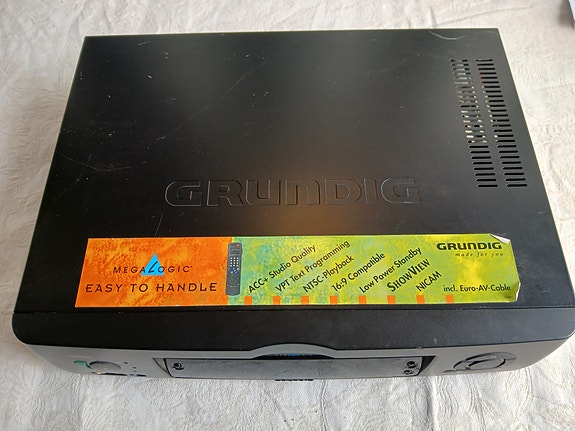 GRUNDIG
MEGALOGIC®
EASY TO HANDLE
ACC+ Studio Quality
VPT Text Programming
NTSC-Playback
16:9 Compatible
Low Power Standby
SHOWVIEW
NICAM
GRUNDIG
made for you
incl. Euro-AV-Cable